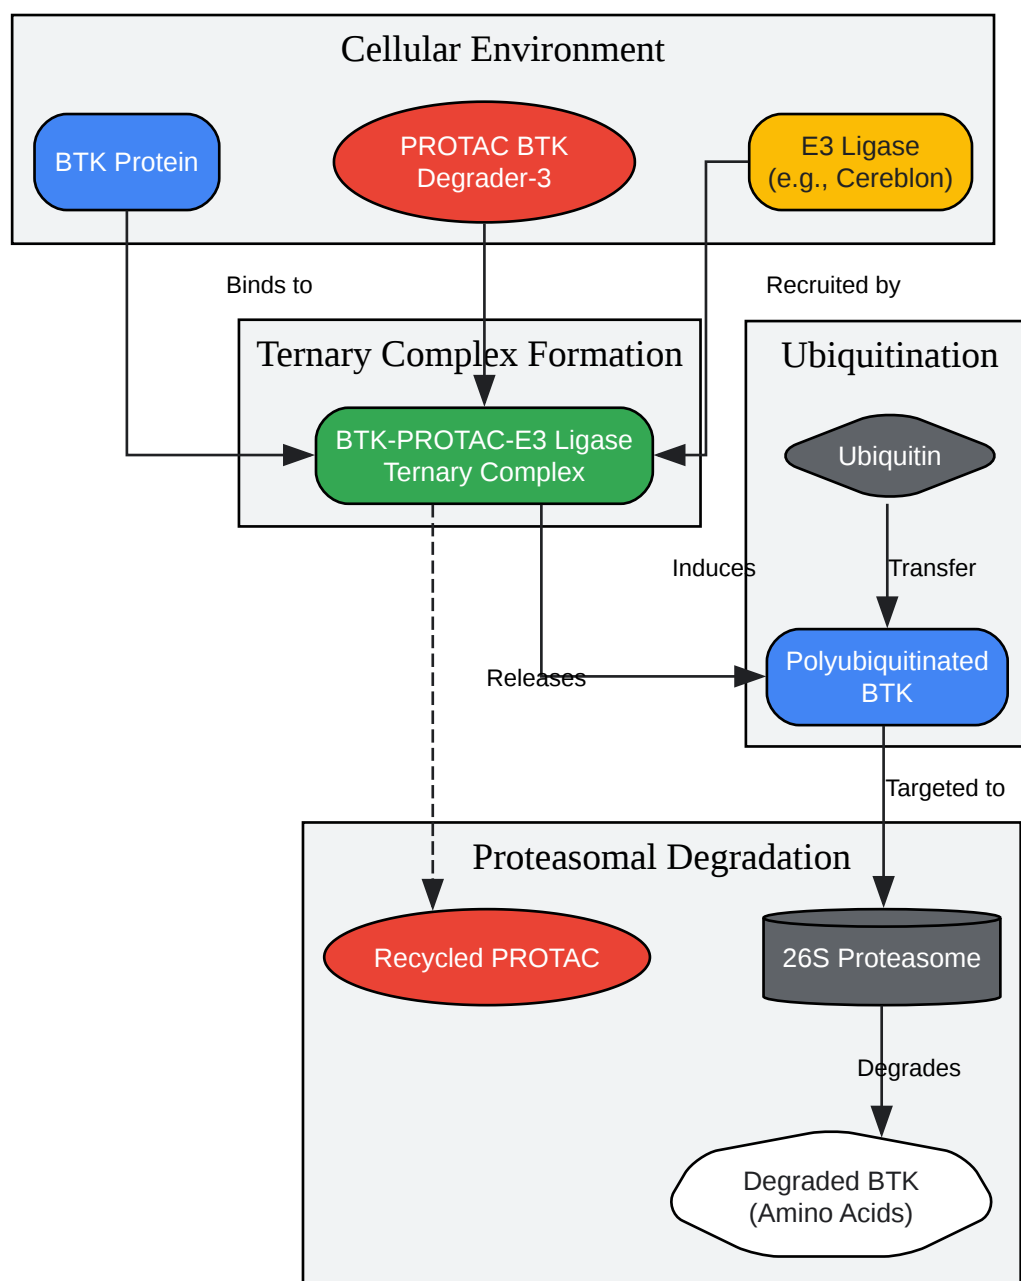 Cellular Environment
BTK Protein
PROTAC BTK
Degrader-3
E3 Ligase
(e.g., Cereblon)
Binds to
Recruited by
Ternary Complex Formation
Ubiquitination
BTK-PROTAC-E3 Ligase
Ternary Complex
Ubiquitin
Induces
Transfer
Releases
Polyubiquitinated
BTK
Targeted to
Proteasomal Degradation
Recycled PROTAC
26S Proteasome
Degrades
Degraded BTK
(Amino Acids)